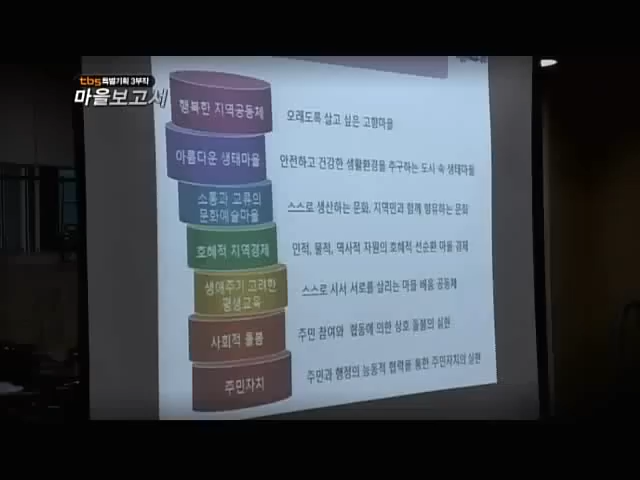 tbs 특별기획 3부작
마을보고서
행복한 지역공동체
오래도록 살고 싶은 고향마을
아름다운 생태마을
안전하고 건강한 생활환경을 추구하는 도시 속 생태마을
소통과 교류의
문화예술마을
스스로 생산하는 문화, 지역민과 함께 향유하는 문화
호혜적 지역경제
인적, 물적, 역사적 자원의 호혜적 선순환 마을 경제
생애주기 고려한
평생교육
스스로 서서 서로를 살리는 마을 배움 공동체
사회적 돌봄
주민 참여와 협동에 의한 상호 돌봄의 실현
주민자치
주민과 행정의 능동적 협력을 통한 주민자치의 실현